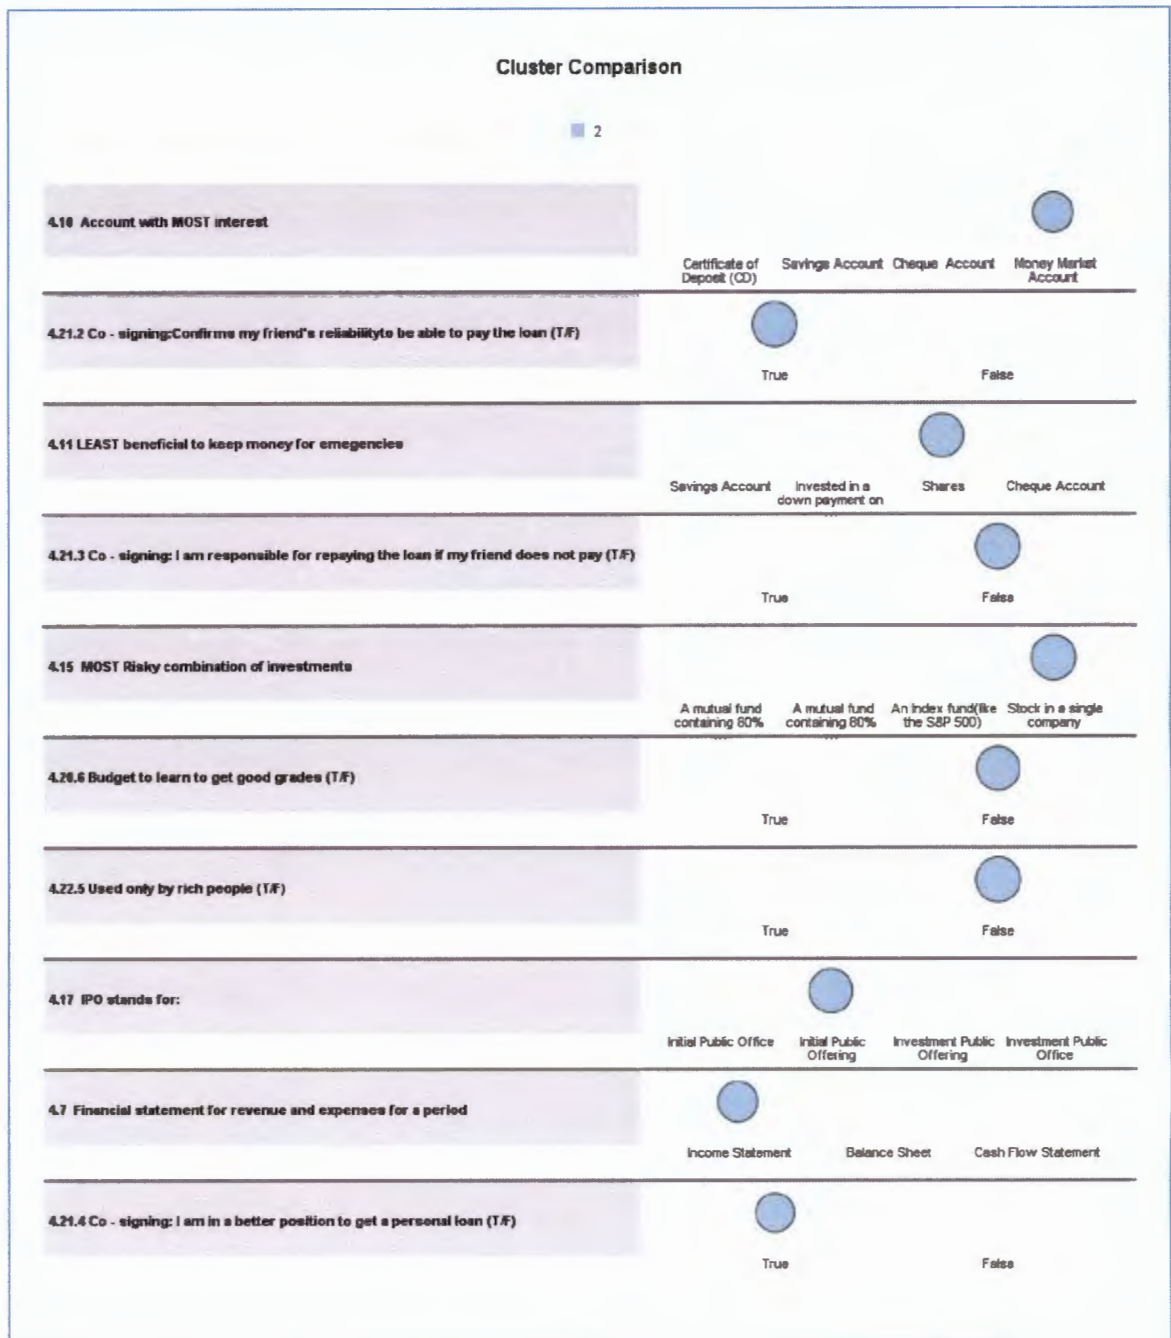 Cluster Comparison
2
4.10 Account with MOST interest
Certificate of Deposit (CD)
Savings Account
Cheque Account
Money Market Account
4.21.2 Co - signing:Confirms my friend's reliabilityto be able to pay the loan (T/F)
True
False
4.11 LEAST beneficial to keep money for emegencies
Savings Account
Invested in a down payment on
Shares
Cheque Account
4.21.3 Co - signing: I am responsible for repaying the loan if my friend does not pay (T/F)
True
False
4.15 MOST Risky combination of investments
A mutual fund containing 80%
A mutual fund containing 80%
An Index fund(like the S&P 500)
Stock in a single company
4.20.6 Budget to learn to get good grades (T/F)
True
False
4.22.5 Used only by rich people (T/F)
True
False
4.17 IPO stands for:
Initial Public Office
Initial Public Offering
Investment Public Offering
Investment Public Office
4.7 Financial statement for revenue and expenses for a period
Income Statement
Balance Sheet
Cash Flow Statement
4.21.4 Co - signing: I am in a better position to get a personal loan (T/F)
True
False